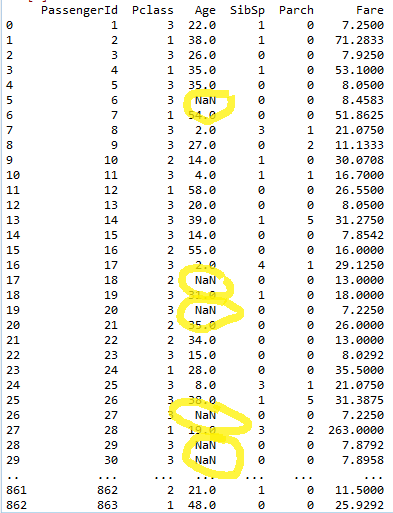 PassengerId Pclass Age SibSp Parch Fare
0 1 3 22.0 1 0 7.2500
1 2 1 38.0 1 0 71.2833
2 3 3 26.0 0 0 7.9250
3 4 1 35.0 1 0 53.1000
4 5 3 35.0 0 0 8.0500
5 6 3 NaN 0 0 8.4583
6 7 1 54.0 0 0 51.8625
7 8 3 2.0 3 1 21.0750
8 9 3 27.0 0 2 11.1333
9 10 2 14.0 1 0 30.0708
10 11 3 4.0 1 1 16.7000
11 12 1 58.0 0 0 26.5500
12 13 3 20.0 0 0 8.0500
13 14 3 39.0 1 5 31.2750
14 15 3 14.0 0 0 7.8542
15 16 2 55.0 0 0 16.0000
16 17 3 2.0 4 1 29.1250
17 18 2 NaN 0 0 13.0000
18 19 3 31.0 1 0 18.0000
19 20 3 NaN 0 0 7.2250
20 21 35.0 0 0 26.0000
21 22 2 34.0 0 0 13.0000
22 23 3 15.0 0 0 8.0292
23 24 1 28.0 0 0 35.5000
24 25 3 8.0 3 1 21.0750
25 26 3 38.0 1 5 31.3875
26 27 3 NaN 0 0 7.2250
27 28 1 19.0 3 2 263.0000
28 29 3 NaN 0 0 7.8792
29 30 3 NaN 0 0 7.8958
.. ... ... ... ... ... ...
861 862 2 21.0 1 0 11.5000
862 863 1 48.0 0 0 25.9292